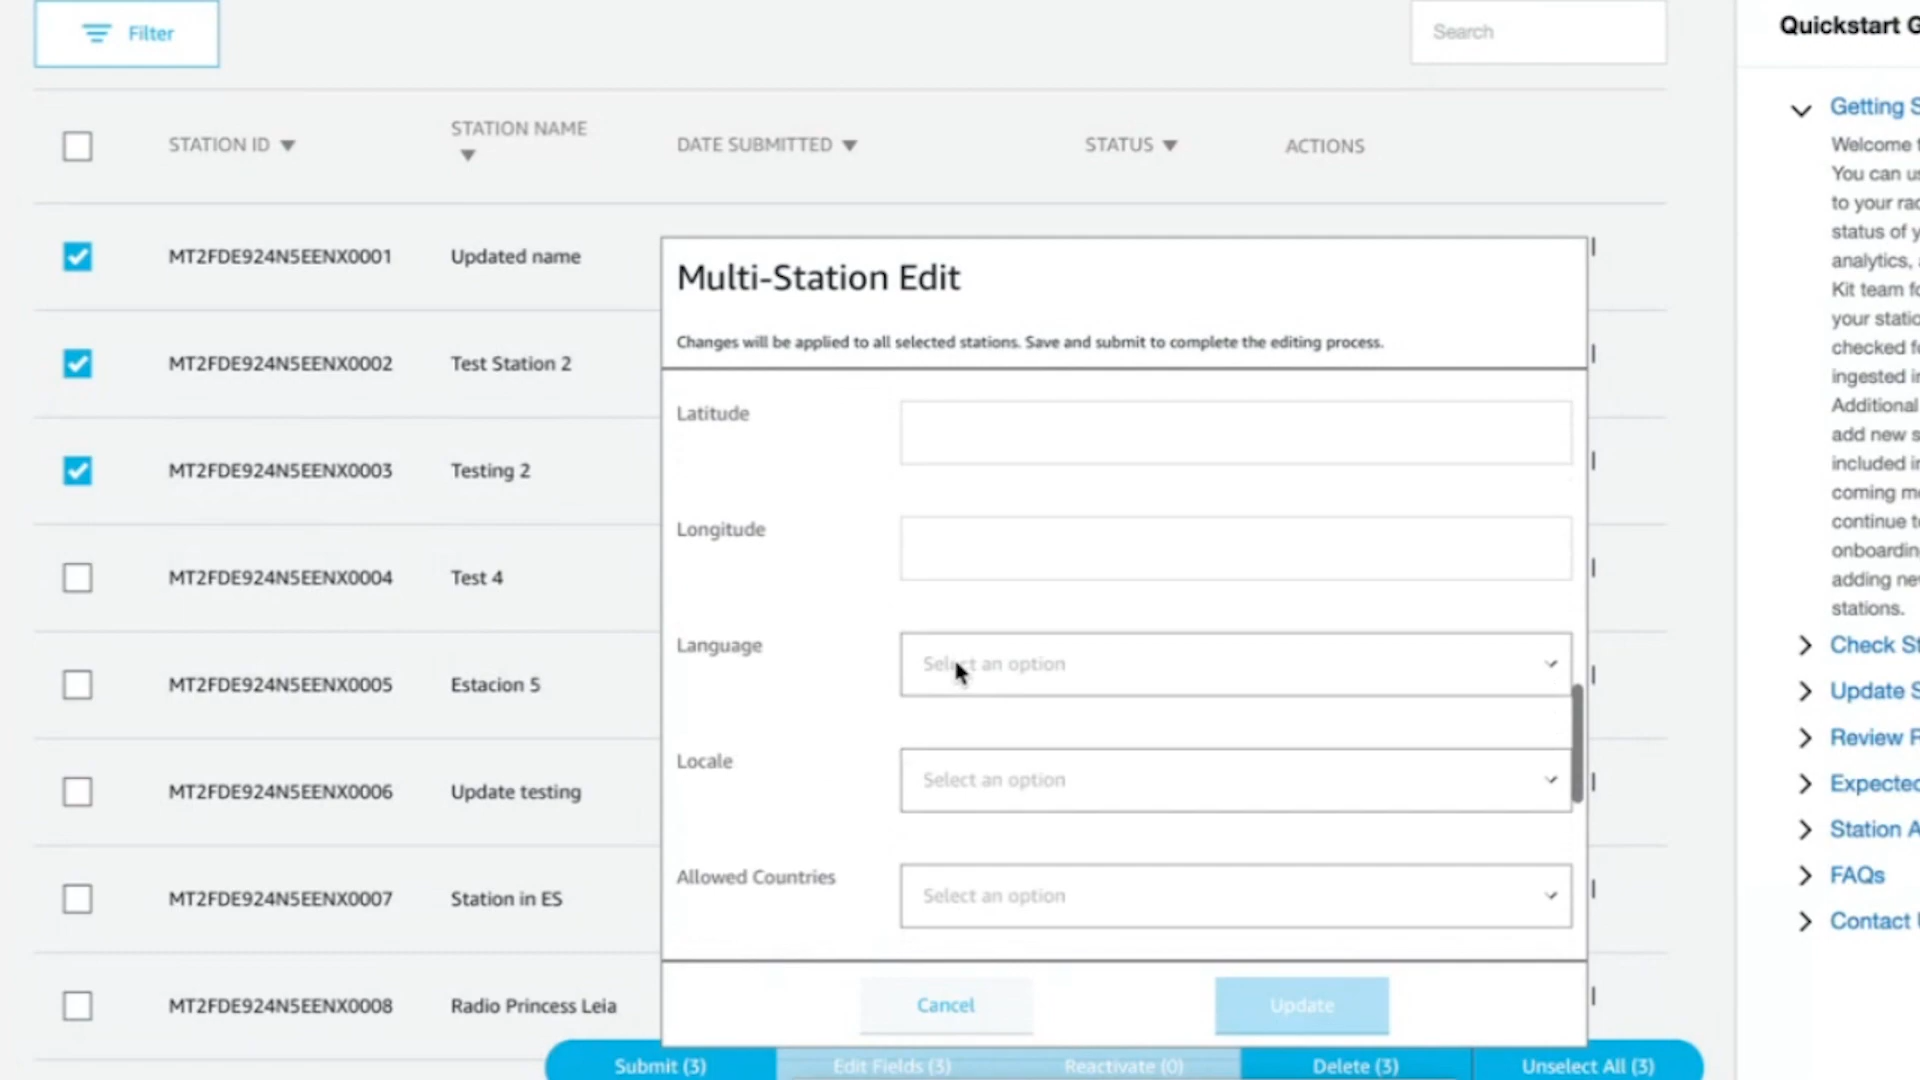 Filter
Search
STATION ID
STATION NAME
DATE SUBMITTED
STATUS
ACTIONS
MT2FDE924N5EENX0001 Updated name
MT2FDE924N5EENX0002 Test Station 2
MT2FDE924N5EENX0003 Testing 2
MT2FDE924N5EENX0004 Test 4
MT2FDE924N5EENX0005 Estacion 5
MT2FDE924N5EENX0006 Update testing
MT2FDE924N5EENX0007 Station in ES
MT2FDE924N5EENX0008 Radio Princess Leia
Multi-Station Edit
Changes will be applied to all selected stations. Save and submit to complete the editing process.
Latitude
Longitude
Language Select an option
Locale Select an option
Allowed Countries Select an option
Cancel
Update
Submit (3)
Edit Fields (3)
Reactivate (0)
Delete (3)
Unselect All (3)
Quickstart
Getting
Welcome
You can
to your
status of
analytics,
Kit team
your
checked
ingested
Additional
add new
included
coming
continue to
adding
stations.
Check
Update
Review
Station
FAQs
Contact